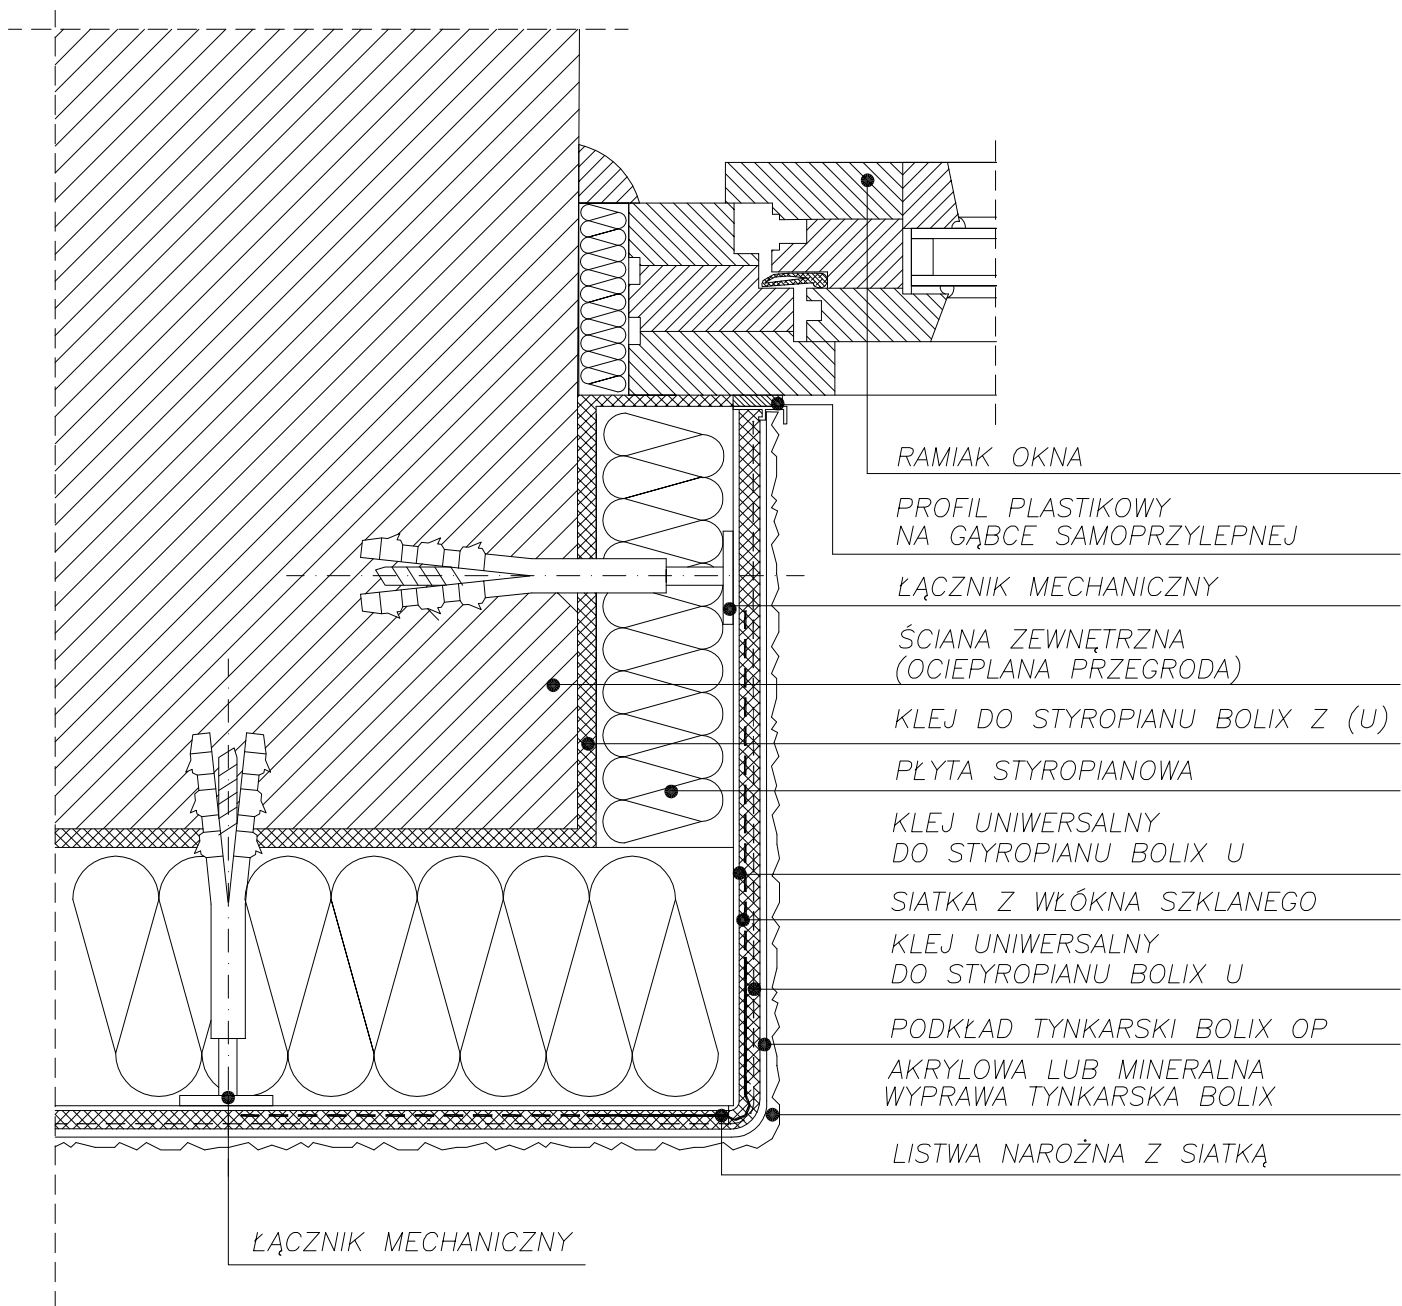 RAMIAK OKNA
PROFIL PLASTIKOWY
NA GĄBCE SAMOPRZYLEPNEJ
ŁĄCZNIK MECHANICZNY
ŚCIANA ZEWNĘTRZNA
(OCIEPLANA PRZEGRODA)
KLEJ DO STYROPIANU BOLIX Z (U)
PŁYTA STYROPIANOWA
KLEJ UNIWERSALNY
DO STYROPIANU BOLIX U
SIATKA Z WŁÓKNA SZKLANEGO
KLEJ UNIWERSALNY
DO STYROPIANU BOLIX U
PODKŁAD TYNKARSKI BOLIX OP
AKRYLOWA LUB MINERALNA
WYPRAWA TYNKARSKA BOLIX
LISTWA NAROŻNA Z SIATKĄ
ŁĄCZNIK MECHANICZNY